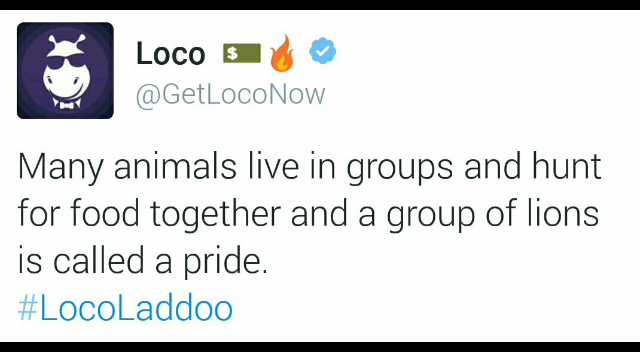 Loco 💵🔥
@GetLocoNow
Many animals live in groups and hunt
for food together and a group of lions
is called a pride.
#LocoLaddoo